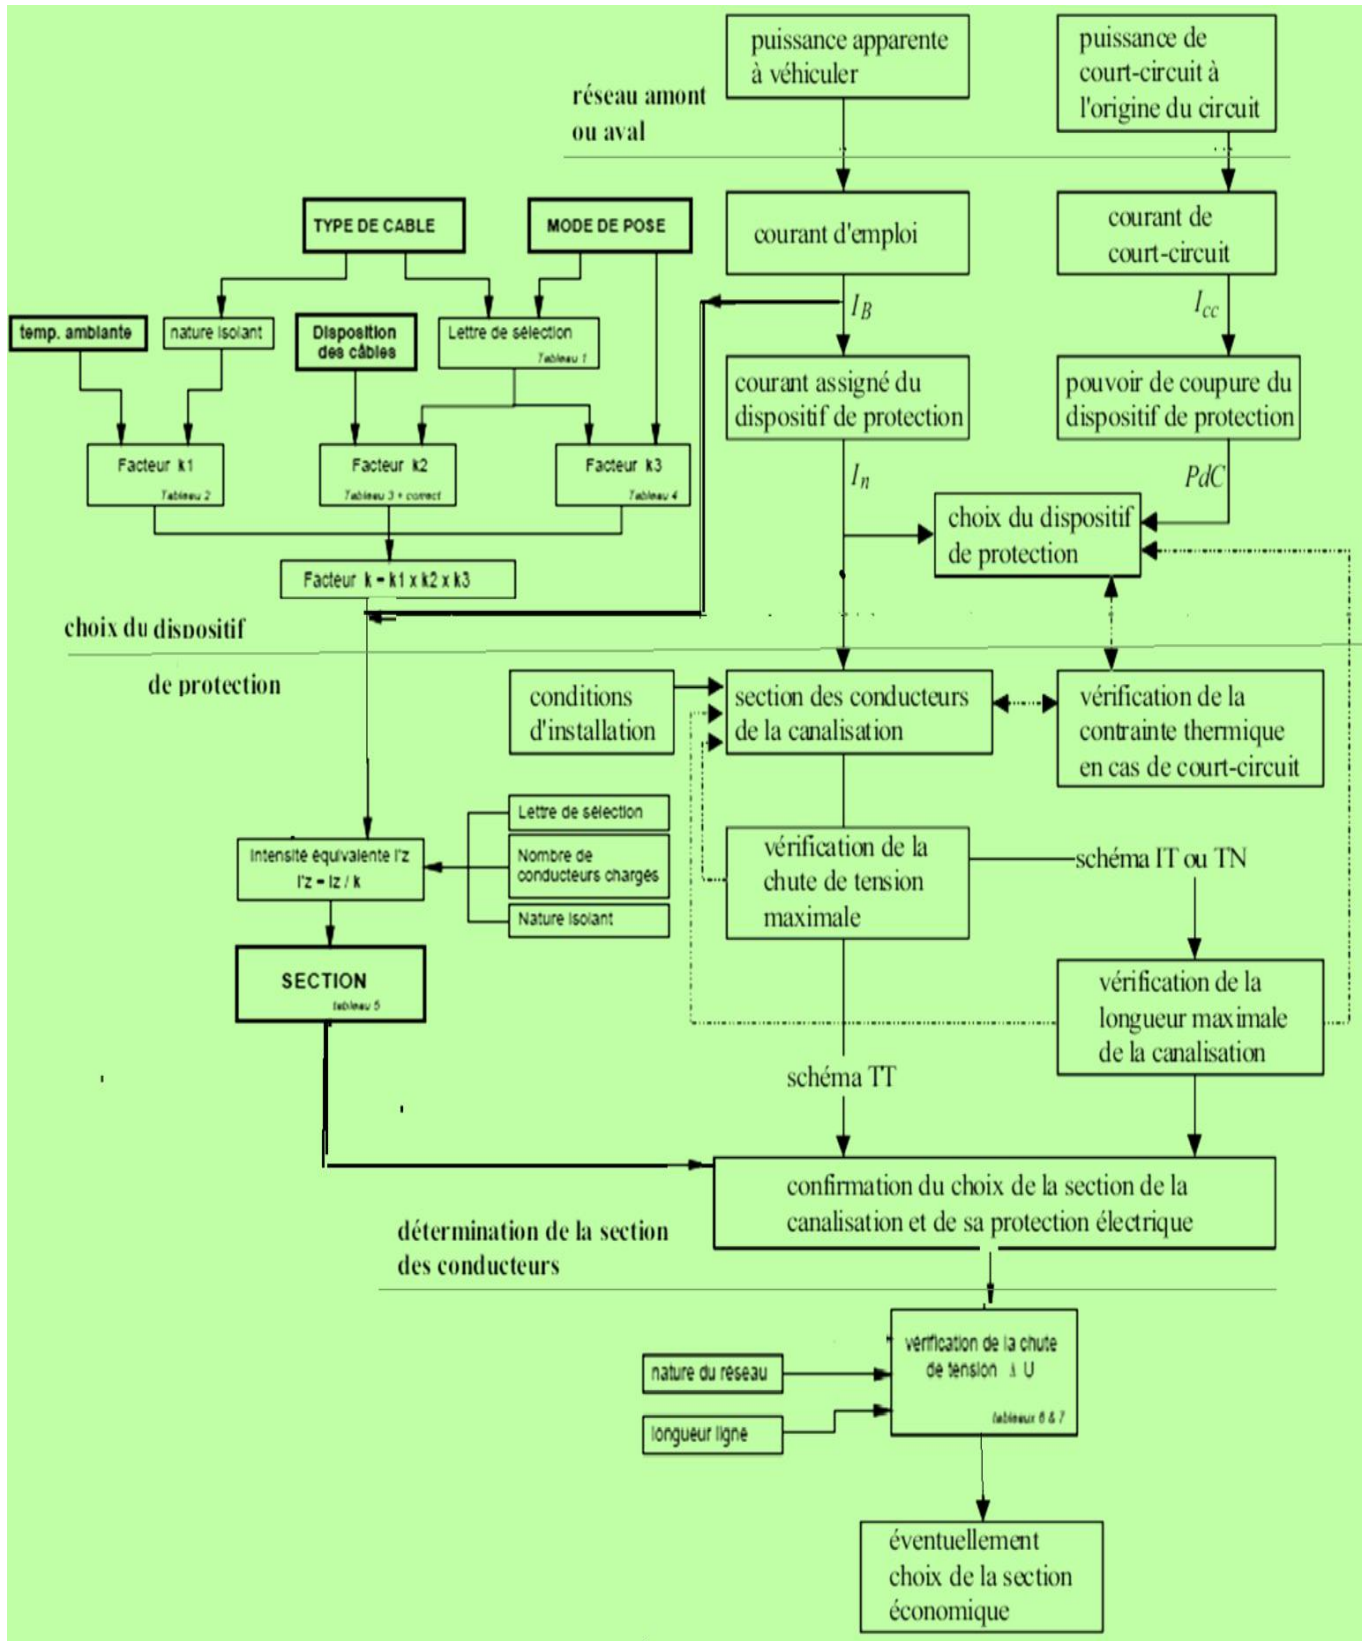 puissance apparente
à véhiculer
puissance de
court-circuit à
l'origine du circuit
réseau amont
ou aval
TYPE DE CABLE
MODE DE POSE
courant d'emploi
courant de
court-circuit
I_B
I_cc
temp. ambiante
nature isolant
Disposition
des câbles
Lettre de sélection
Tableau 1
courant assigné du
dispositif de protection
pouvoir de coupure du
dispositif de protection
Facteur k1
Tableau 2
Facteur k2
Tableau 3 + correct
Facteur k3
Tableau 4
I_n
PdC
choix du dispositif
de protection
Facteur k = k1 x k2 x k3
choix du dispositif
de protection
conditions
d'installation
section des conducteurs
de la canalisation
vérification de la
contrainte thermique
en cas de court-circuit
Lettre de sélection
Nombre de
conducteurs chargés
Nature isolant
Intensité équivalente I'z
I'z = Iz / k
vérification de la
chute de tension
maximale
schéma IT ou TN
SECTION
tableau 5
vérification de la
longueur maximale
de la canalisation
schéma TT
confirmation du choix de la section de la
canalisation et de sa protection électrique
détermination de la section
des conducteurs
nature du réseau
longueur ligne
vérification de la chute
de tension Δ U
tableaux 6 & 7
éventuellement
choix de la section
économique